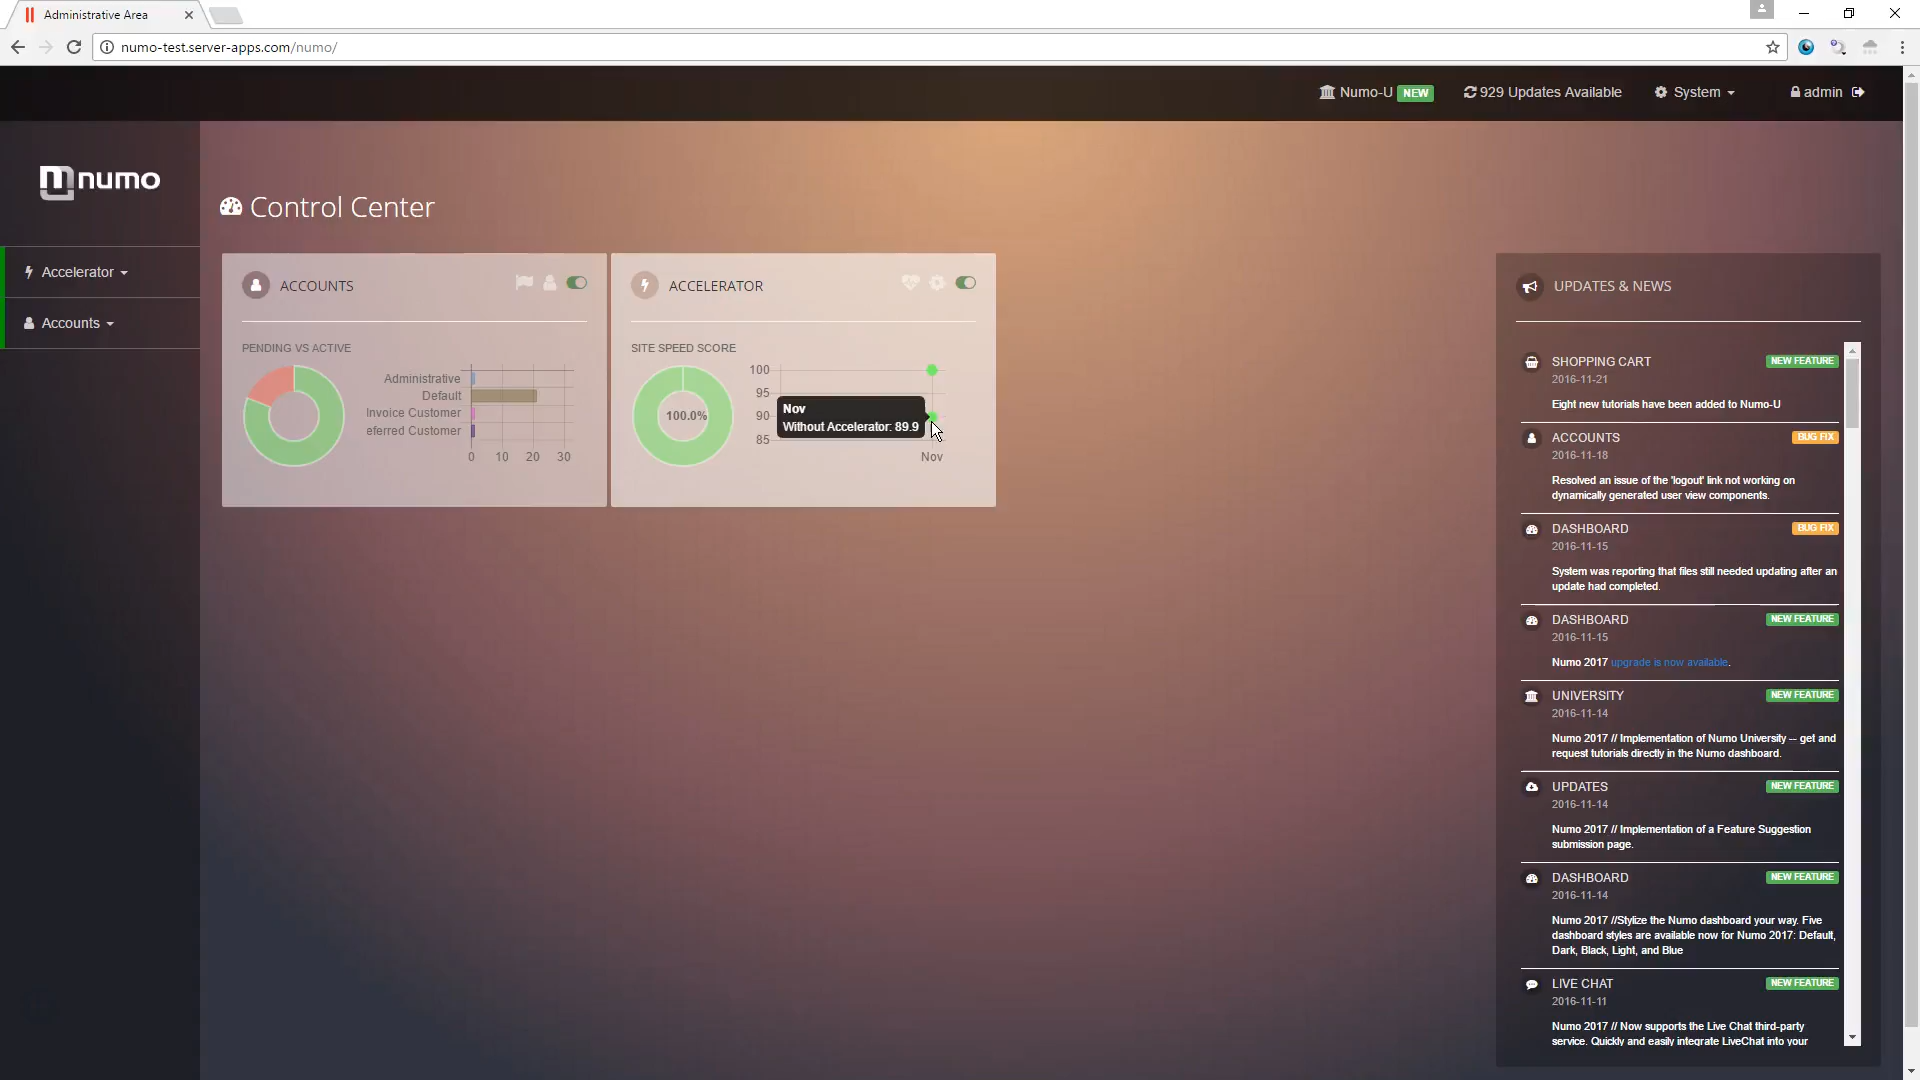 Administrative Area
numo-test.server-apps.com/numo/
Numo-U NEW
929 Updates Available
System
admin
numo
Control Center
Accelerator
Accounts
ACCOUNTS
PENDING VS ACTIVE
Administrative
Default
Invoice Customer
eferred Customer
0 10 20 30
ACCELERATOR
SITE SPEED SCORE
100.0%
100
95
90
85
Nov
Nov
Without Accelerator: 89.9
UPDATES & NEWS
SHOPPING CART NEW FEATURE
2016-11-21
Eight new tutorials have been added to Numo-U
ACCOUNTS BUG FIX
2016-11-18
Resolved an issue of the 'logout' link not working on
dynamically generated user view components.
DASHBOARD BUG FIX
2016-11-15
System was reporting that files still needed updating after an
update had completed.
DASHBOARD NEW FEATURE
2016-11-15
Numo 2017 upgrade is now available.
UNIVERSITY NEW FEATURE
2016-11-14
Numo 2017 // Implementation of Numo University -- get and
request tutorials directly in the Numo dashboard.
UPDATES NEW FEATURE
2016-11-14
Numo 2017 // Implementation of a Feature Suggestion
submission page.
DASHBOARD NEW FEATURE
2016-11-14
Numo 2017 //Stylize the Numo dashboard your way. Five
dashboard styles are available now for Numo 2017: Default,
Dark, Black, Light, and Blue
LIVE CHAT NEW FEATURE
2016-11-11
Numo 2017 // Now supports the Live Chat third-party
service. Quickly and easily integrate LiveChat into your